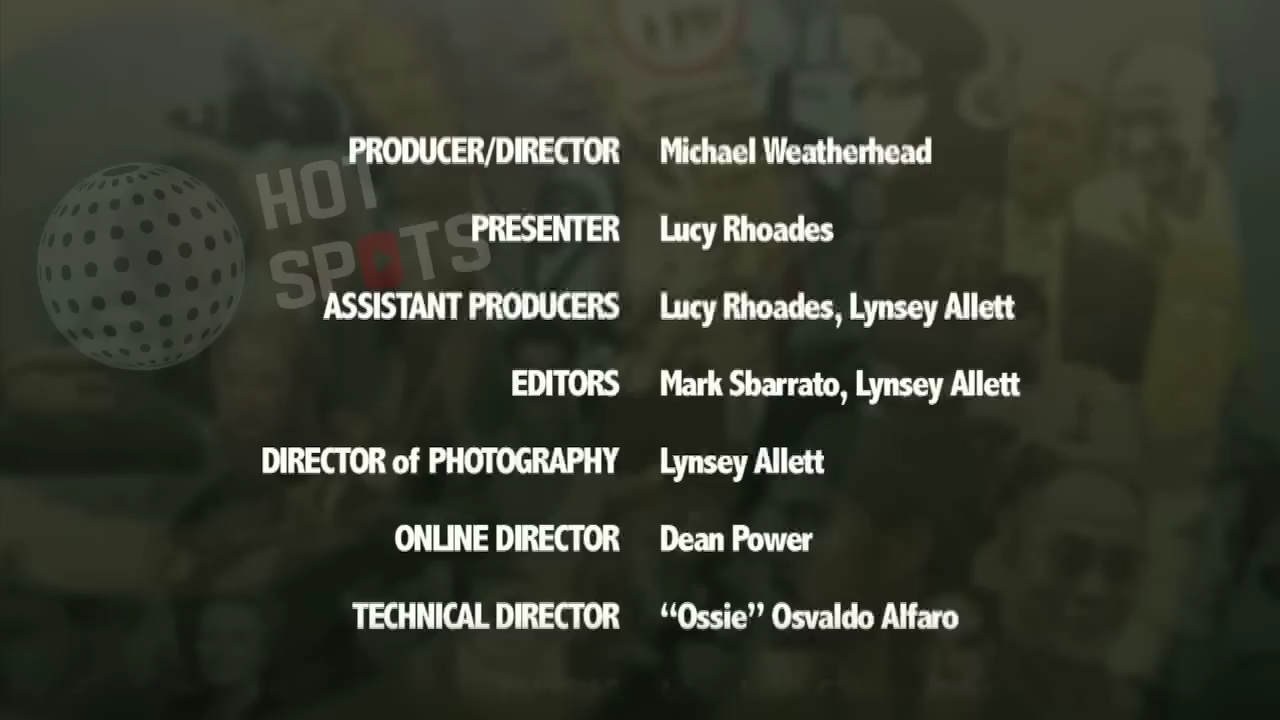 HOT
SPOTS
PRODUCER/DIRECTOR Michael Weatherhead
PRESENTER Lucy Rhoades
ASSISTANT PRODUCERS Lucy Rhoades, Lynsey Allett
EDITORS Mark Sbarrato, Lynsey Allett
DIRECTOR of PHOTOGRAPHY Lynsey Allett
ONLINE DIRECTOR Dean Power
TECHNICAL DIRECTOR “Ossie” Osvaldo Alfaro